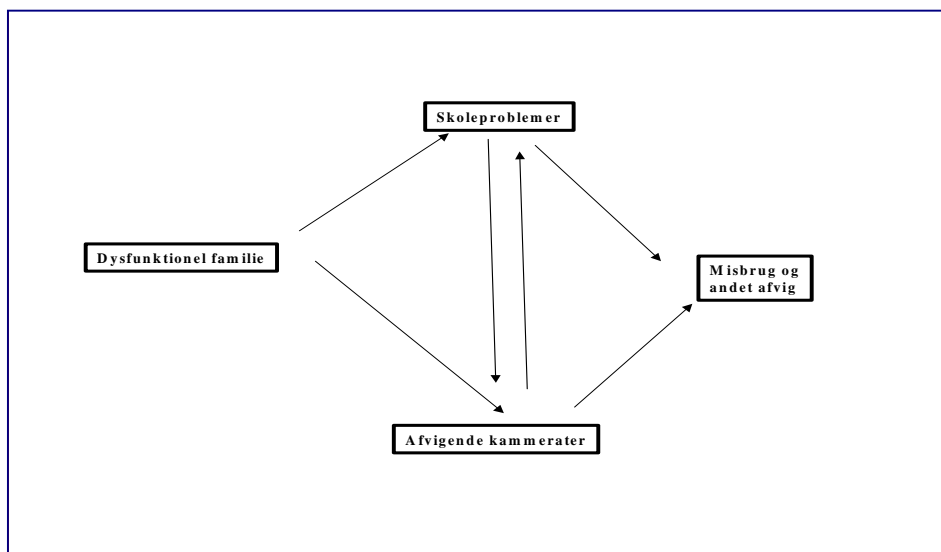 Skoleproblemer
Dysfunktionel familie
Misbrug og
andet afvig
Afvigende kammerater